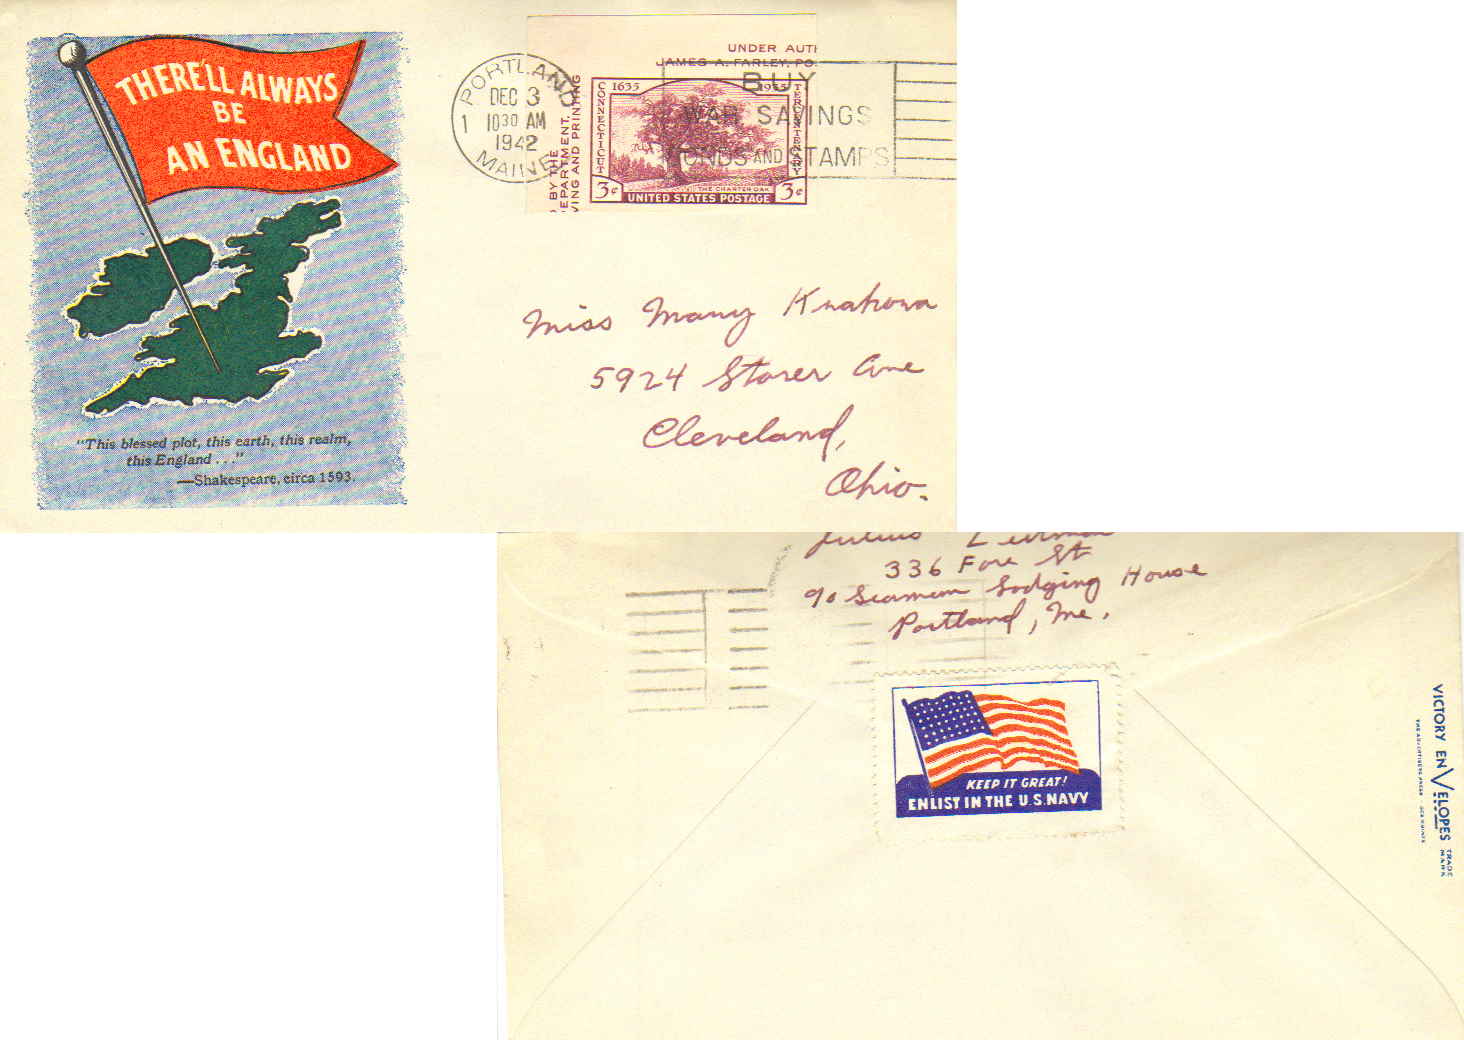 THERE'LL ALWAYS
BE
AN ENGLAND
"This blessed plot, this earth, this realm,
this England . . ."
—Shakespeare, circa 1593.
PORTLAND
DEC 3
1 10 30 AM
1942
MAINE
UNDER AUTH
JAMES A. FARLEY, PO
BY THE
DEPARTMENT,
VING AND PRINTING
CONNECTICUT
1635 1935
TERCENTENARY
THE CHARTER OAK
3¢ UNITED STATES POSTAGE 3¢
BUY
WAR SAVINGS
BONDS AND STAMPS
Miss Mary
5924 Storer Ave
Cleveland,
Ohio.
Julius
336 Fore St
% Seamen Lodging House
Portland, Me.
KEEP IT GREAT!
ENLIST IN THE U.S. NAVY
VICTORY ENVELOPES
TRADE
MARK